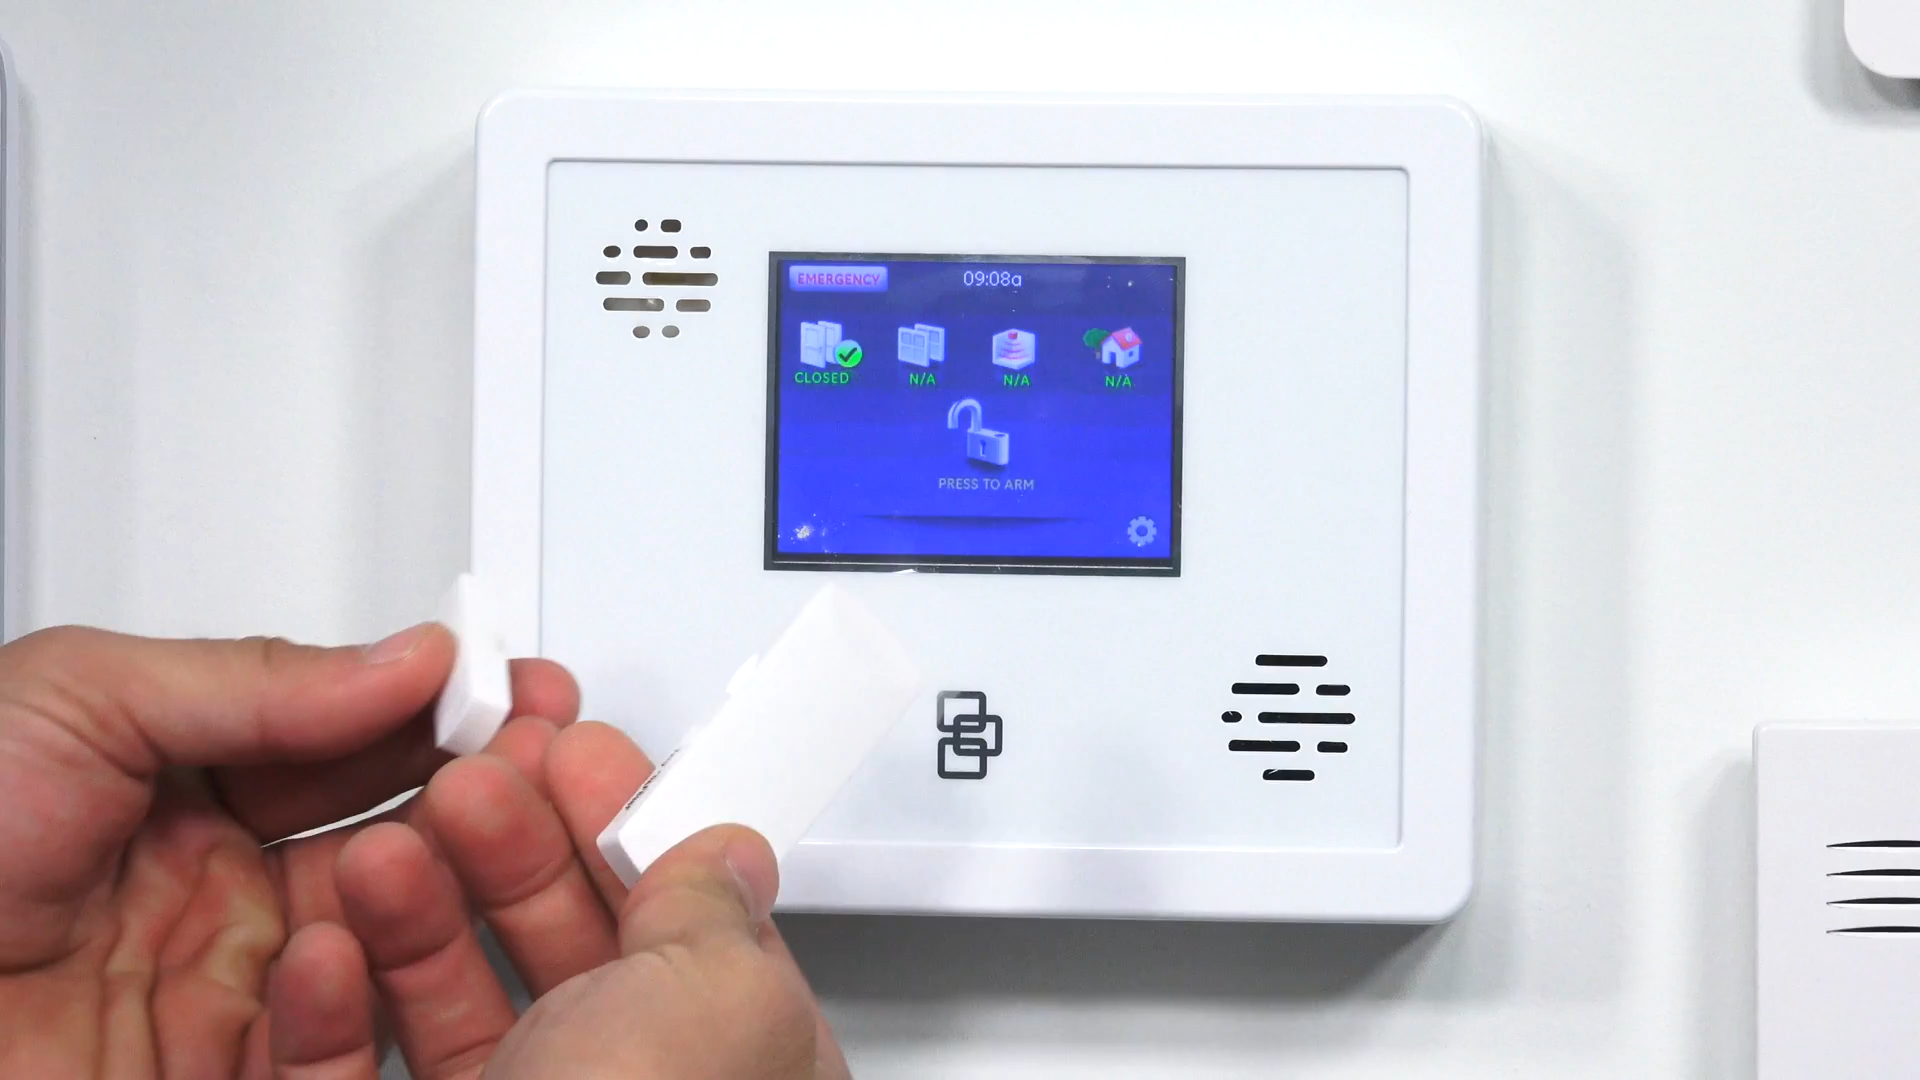 EMERGENCY
09:08a
CLOSED
N/A
N/A
N/A
PRESS TO ARM